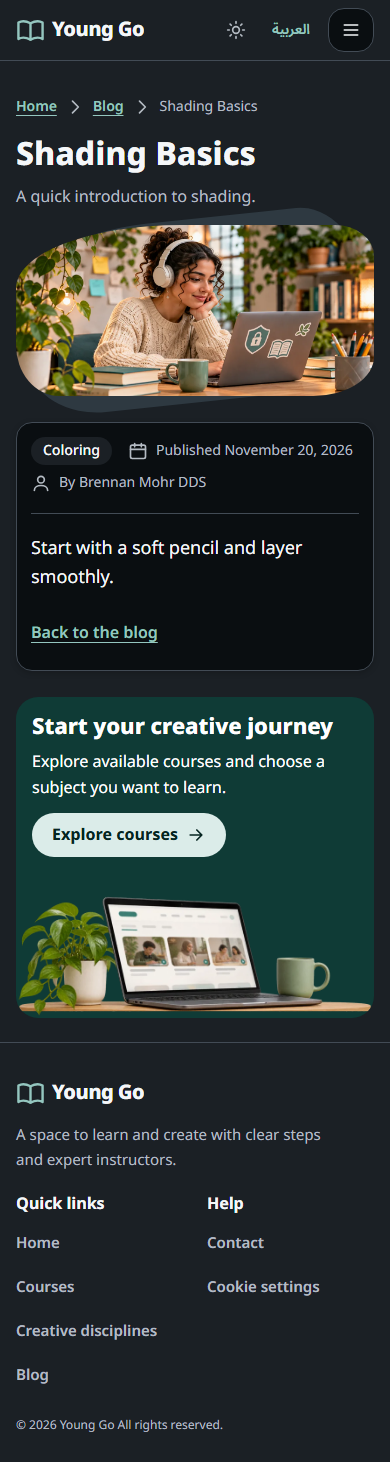 Young Go
العربية
Home
Blog
Shading Basics
Shading Basics
A quick introduction to shading.
Coloring
Published November 20, 2026
By Brennan Mohr DDS
Start with a soft pencil and layer
smoothly.
Back to the blog
Start your creative journey
Explore available courses and choose a
subject you want to learn.
Explore courses
Young Go
A space to learn and create with clear steps
and expert instructors.
Quick links
Help
Home
Contact
Courses
Cookie settings
Creative disciplines
Blog
© 2026 Young Go All rights reserved.